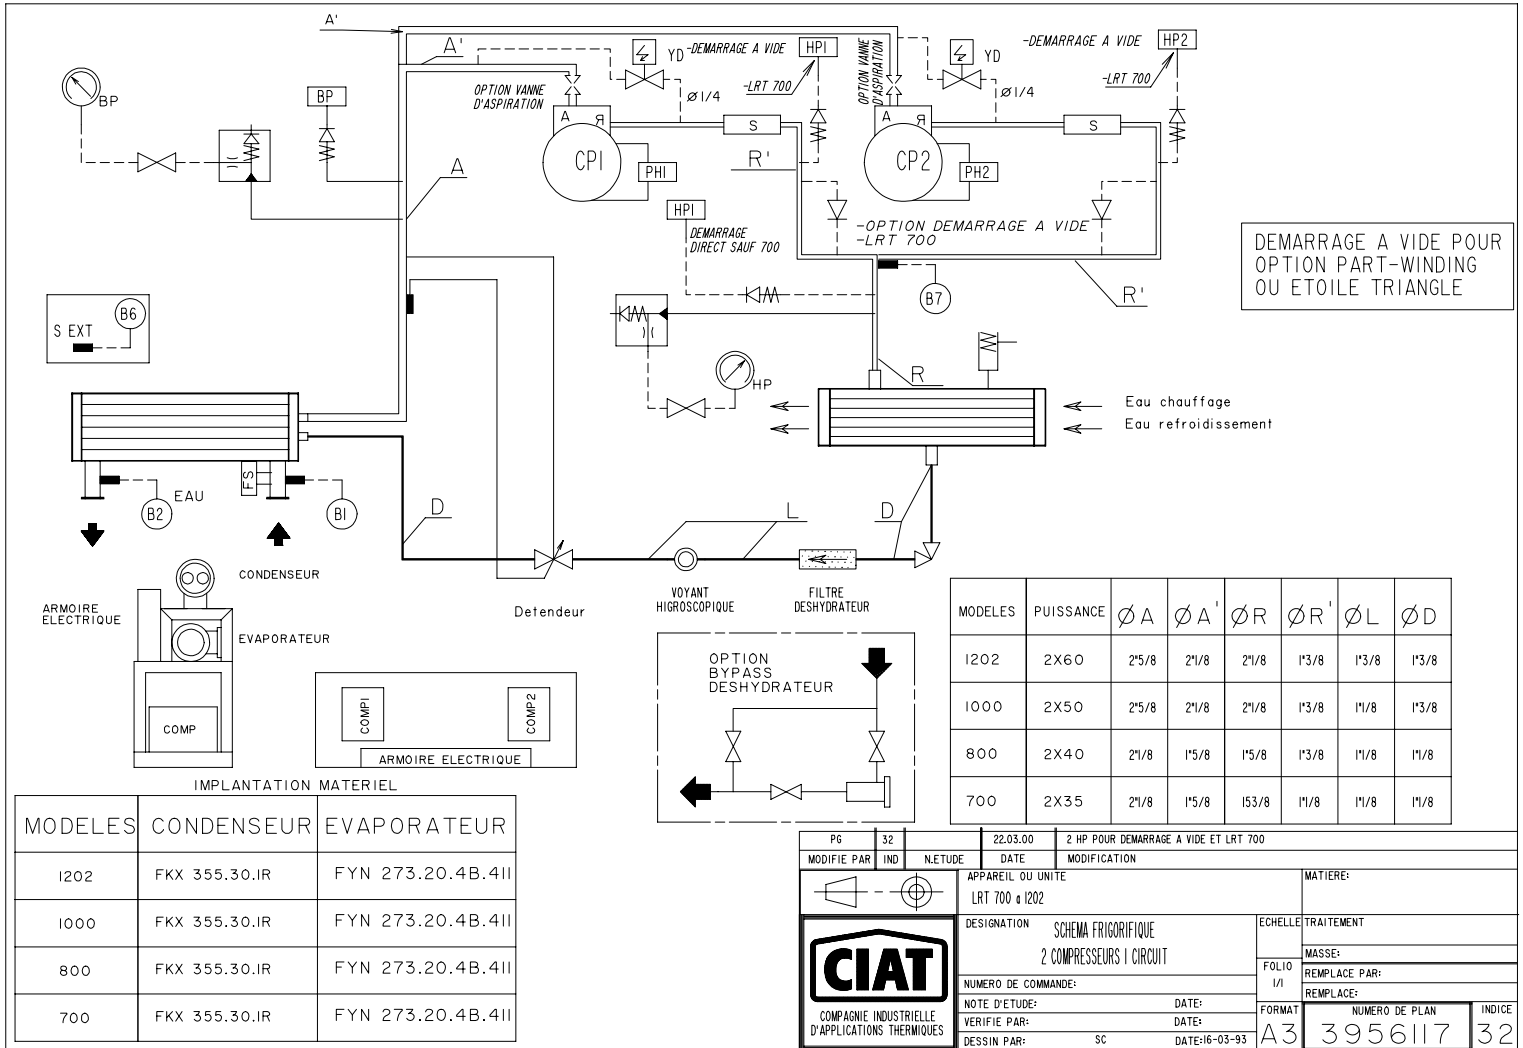 A'
A'
YD
-DEMARRAGE A VIDE
HP1
-DEMARRAGE A VIDE
HP2
YD
-LRT 700
-LRT 700
OPTION VANNE
D'ASPIRATION
OPTION VANNE
D'ASPIRATION
Ø1/4
Ø1/4
BP
BP
A
R
S
A
R
S
CP1
CP2
PH1
PH2
R'
A
HP1
DEMARRAGE
DIRECT SAUF 700
-OPTION DEMARRAGE A VIDE
-LRT 700
DEMARRAGE A VIDE POUR
OPTION PART-WINDING
OU ETOILE TRIANGLE
B7
R'
B6
S EXT
HP
R
Eau chauffage
Eau refroidissement
FS
B2
EAU
B1
D
L
D
CONDENSEUR
VOYANT
HIGROSCOPIQUE
FILTRE
DESHYDRATEUR
Detendeur
ARMOIRE
ELECTRIQUE
EVAPORATEUR
COMP
COMP1
COMP2
ARMOIRE ELECTRIQUE
IMPLANTATION MATERIEL
OPTION
BYPASS
DESHYDRATEUR
MODELES PUISSANCE ØA ØA' ØR ØR' ØL ØD
1202 2X60 2"5/8 2"1/8 2"1/8 1"3/8 1"3/8 1"3/8
1000 2X50 2"5/8 2"1/8 2"1/8 1"3/8 1"1/8 1"3/8
800 2X40 2"1/8 1"5/8 1"5/8 1"3/8 1"1/8 1"1/8
700 2X35 2"1/8 1"5/8 153/8 1"1/8 1"1/8 1"1/8
MODELES CONDENSEUR EVAPORATEUR
1202 FKX 355.30.1R FYN 273.20.4B.411
1000 FKX 355.30.1R FYN 273.20.4B.411
800 FKX 355.30.1R FYN 273.20.4B.411
700 FKX 355.30.1R FYN 273.20.4B.411
PG 32 22.03.00 2 HP POUR DEMARRAGE A VIDE ET LRT 700
MODIFIE PAR IND N.ETUDE DATE MODIFICATION
APPAREIL OU UNITE
LRT 700 a 1202
MATIERE:
DESIGNATION
SCHEMA FRIGORIFIQUE
2 COMPRESSEURS 1 CIRCUIT
ECHELLE
TRAITEMENT
MASSE:
FOLIO
1/1
REMPLACE PAR:
REMPLACE:
CIAT
COMPAGNIE INDUSTRIELLE
D'APPLICATIONS THERMIQUES
NUMERO DE COMMANDE:
NOTE D'ETUDE: DATE:
VERIFIE PAR: DATE:
DESSIN PAR: SC DATE:16-03-93
FORMAT
A3
NUMERO DE PLAN
3956117
INDICE
32